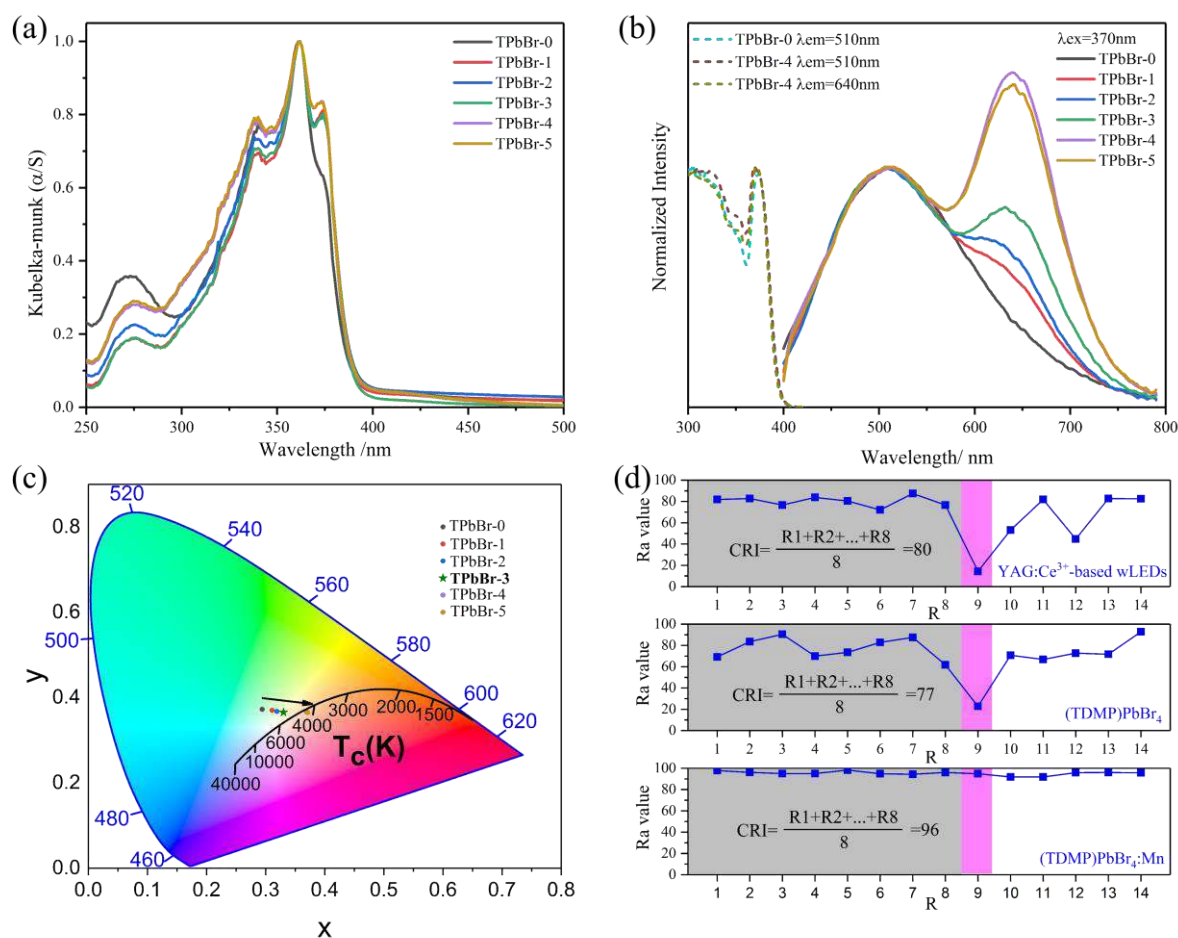 (a)
TPbBr-0
TPbBr-1
TPbBr-2
TPbBr-3
TPbBr-4
TPbBr-5
Kubelka-munk (α/S)
1.0
0.8
0.6
0.4
0.2
0.0
250 300 350 400 450 500
Wavelength /nm
(b)
TPbBr-0 λem=510nm
TPbBr-4 λem=510nm
TPbBr-4 λem=640nm
λex=370nm
TPbBr-0
TPbBr-1
TPbBr-2
TPbBr-3
TPbBr-4
TPbBr-5
Normalized Intensity
300 400 500 600 700 800
Wavelength/ nm
(c)
TPbBr-0
TPbBr-1
TPbBr-2
TPbBr-3
TPbBr-4
TPbBr-5
520
540
560
580
600
620
500
480
460
4000
3000
2000
1500
6000
10000
40000
Tc(K)
y
0.8
0.6
0.4
0.2
0.0
0.0 0.1 0.2 0.3 0.4 0.5 0.6 0.7 0.8
x
(d)
Ra value
100
80
60
40
20
0
CRI= R1+R2+...+R8 / 8 =80
YAG:Ce³⁺-based wLEDs
1 2 3 4 5 6 7 8 9 10 11 12 13 14
R
Ra value
100
80
60
40
20
0
CRI= R1+R2+...+R8 / 8 =77
(TDMP)PbBr₄
1 2 3 4 5 6 7 8 9 10 11 12 13 14
R
Ra value
100
80
60
40
20
0
CRI= R1+R2+...+R8 / 8 =96
(TDMP)PbBr₄:Mn
1 2 3 4 5 6 7 8 9 10 11 12 13 14
R